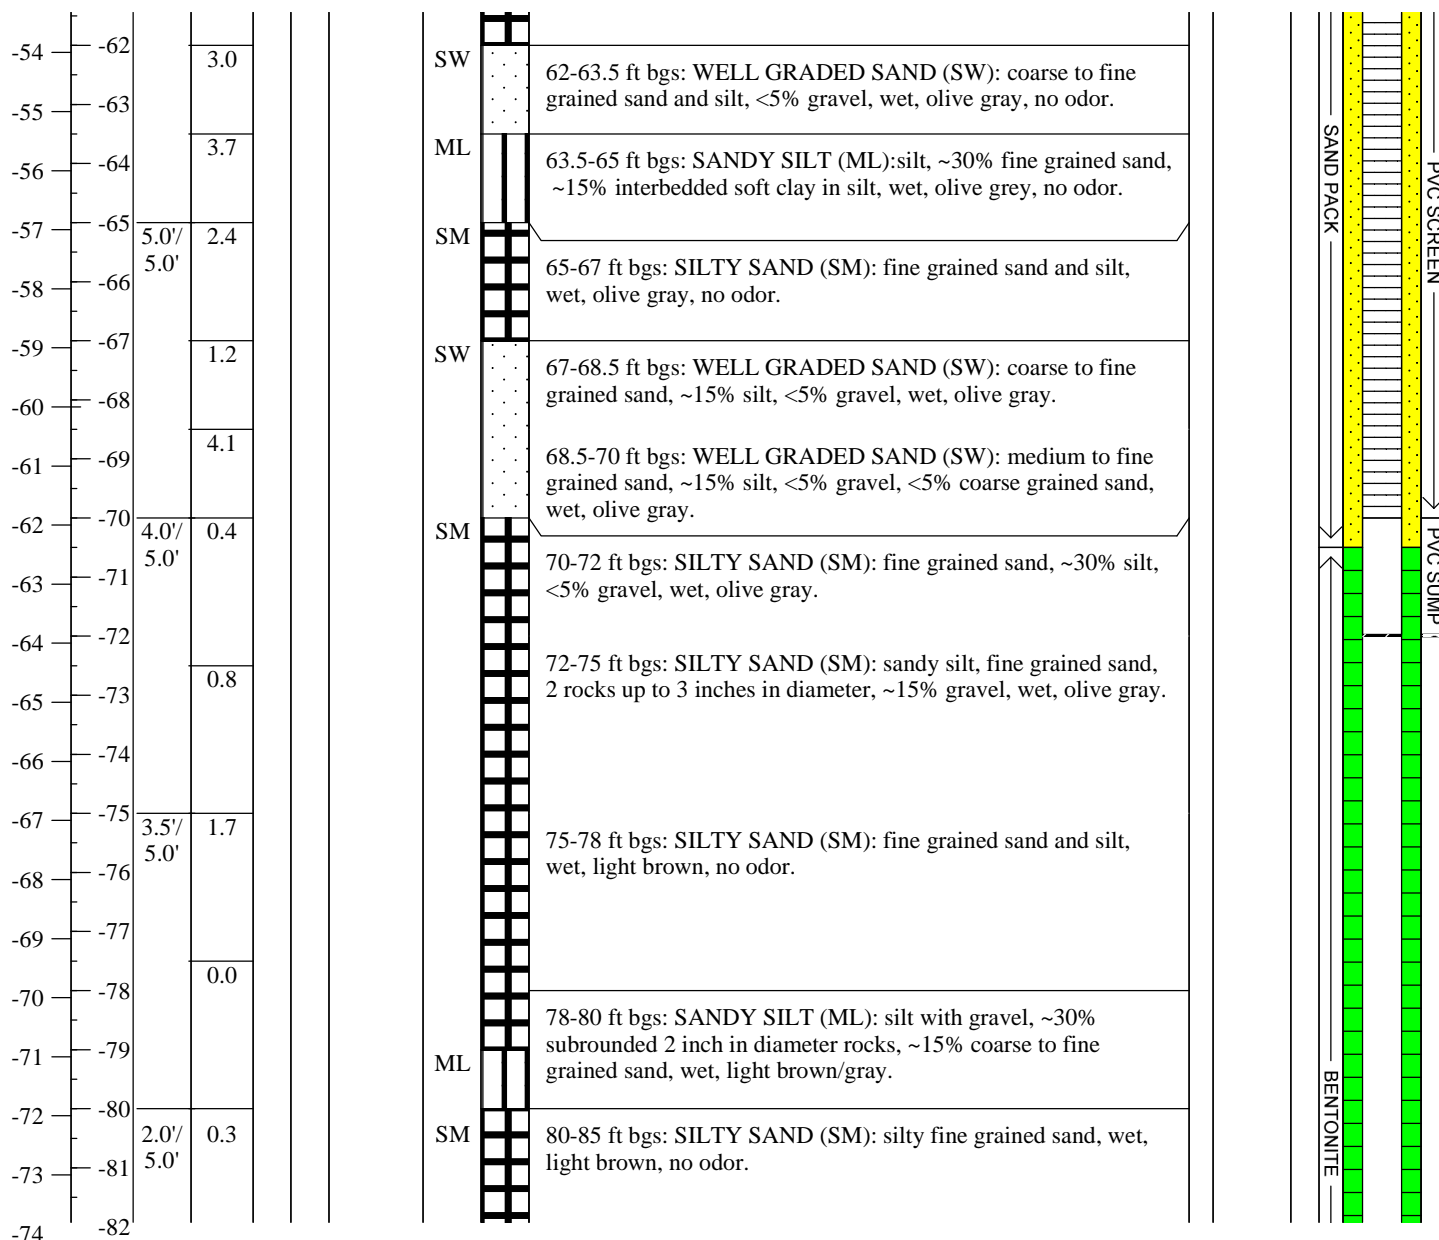 -54
-62
3.0
SW
62-63.5 ft bgs: WELL GRADED SAND (SW): coarse to fine
grained sand and silt, <5% gravel, wet, olive gray, no odor.
-55
-63
-56
-64
3.7
ML
63.5-65 ft bgs: SANDY SILT (ML):silt, ~30% fine grained sand,
~15% interbedded soft clay in silt, wet, olive grey, no odor.
SAND PACK
PVC SCREEN
-57
-65
5.0'/
5.0'
2.4
SM
65-67 ft bgs: SILTY SAND (SM): fine grained sand and silt,
wet, olive gray, no odor.
-58
-66
-59
-67
1.2
SW
67-68.5 ft bgs: WELL GRADED SAND (SW): coarse to fine
grained sand, ~15% silt, <5% gravel, wet, olive gray.
-60
-68
4.1
-61
-69
68.5-70 ft bgs: WELL GRADED SAND (SW): medium to fine
grained sand, ~15% silt, <5% gravel, <5% coarse grained sand,
wet, olive gray.
-62
-70
4.0'/
5.0'
0.4
SM
70-72 ft bgs: SILTY SAND (SM): fine grained sand, ~30% silt,
<5% gravel, wet, olive gray.
PVC SUMP
-63
-71
-64
-72
72-75 ft bgs: SILTY SAND (SM): sandy silt, fine grained sand,
2 rocks up to 3 inches in diameter, ~15% gravel, wet, olive gray.
0.8
-65
-73
-66
-74
-67
-75
3.5'/
5.0'
1.7
75-78 ft bgs: SILTY SAND (SM): fine grained sand and silt,
wet, light brown, no odor.
-68
-76
-69
-77
0.0
-70
-78
78-80 ft bgs: SANDY SILT (ML): silt with gravel, ~30%
subrounded 2 inch in diameter rocks, ~15% coarse to fine
grained sand, wet, light brown/gray.
-71
-79
ML
BENTONITE
-72
-80
2.0'/
5.0'
0.3
SM
80-85 ft bgs: SILTY SAND (SM): silty fine grained sand, wet,
light brown, no odor.
-73
-81
-74
-82